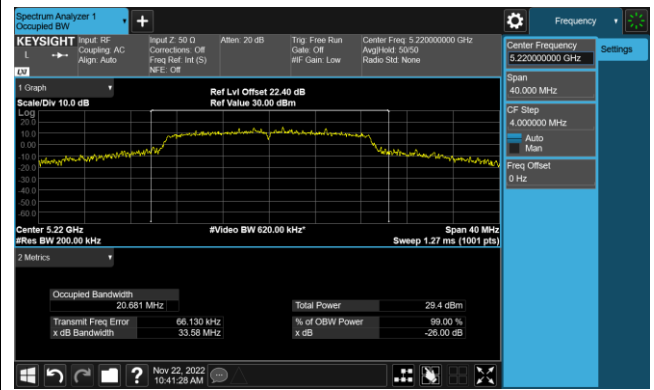 Spectrum Analyzer 1
Occupied BW
Frequency
KEYSIGHT
L
LXI
Input: RF
Coupling: AC
Align: Auto
Input Z: 50 Ω
Corrections: Off
Freq Ref: Int (S)
NFE: Off
Atten: 20 dB
Trig: Free Run
Gate: Off
#IF Gain: Low
Center Freq: 5.220000000 GHz
Avg|Hold: 50/50
Radio Std: None
Center Frequency
5.220000000 GHz
Settings
Span
40.000 MHz
CF Step
4.000000 MHz
Auto
Man
Freq Offset
0 Hz
1 Graph
Scale/Div 10.0 dB
Ref Lvl Offset 22.40 dB
Ref Value 30.00 dBm
Log
20.0
10.0
0.00
-10.0
-20.0
-30.0
-40.0
-50.0
-60.0
Center 5.22 GHz
#Res BW 200.00 kHz
#Video BW 620.00 kHz*
Span 40 MHz
Sweep 1.27 ms (1001 pts)
2 Metrics
Occupied Bandwidth
20.681 MHz
Total Power 29.4 dBm
Transmit Freq Error 66.130 kHz
% of OBW Power 99.00 %
x dB Bandwidth 33.58 MHz
x dB -26.00 dB
?
Nov 22, 2022
10:41:28 AM